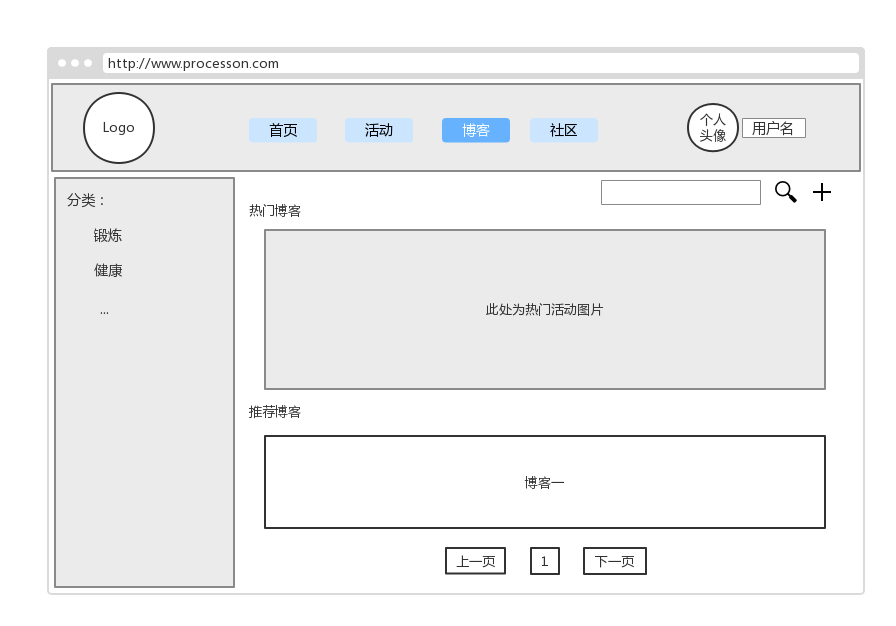 http://www.processon.com
Logo
首页
活动
博客
社区
个人
头像
用户名
分类：
锻炼
健康
...
热门博客
此处为热门活动图片
推荐博客
博客一
上一页
1
下一页